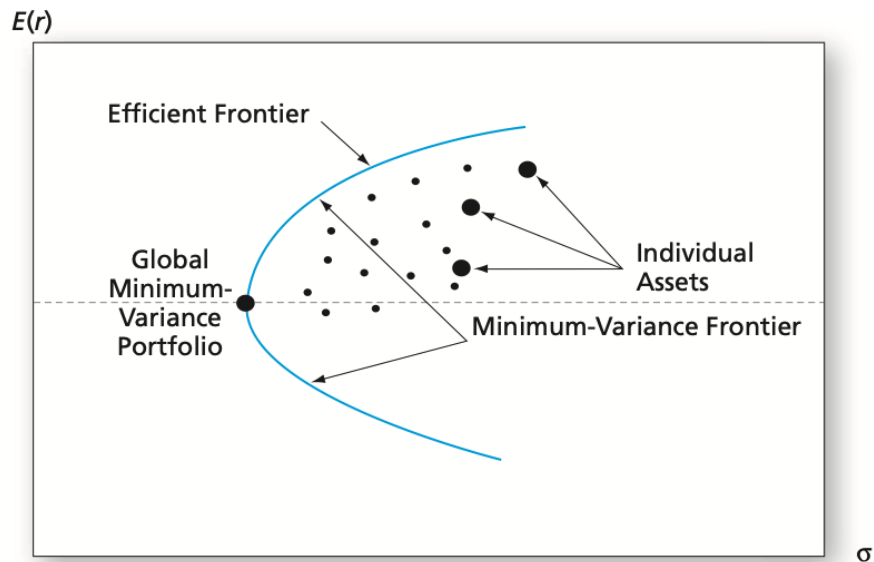 E(r)
Efficient Frontier
Global
Minimum-
Variance
Portfolio
Individual
Assets
Minimum-Variance Frontier
σ